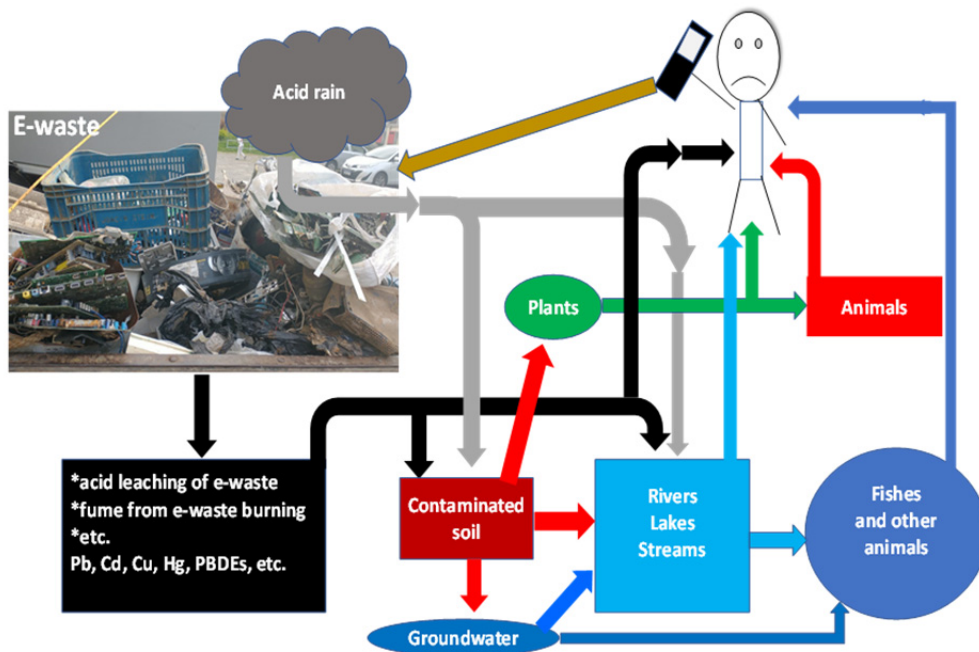 Acid rain
E-waste
Plants
Animals
*acid leaching of e-waste
*fume from e-waste burning
*etc.
Pb, Cd, Cu, Hg, PBDEs, etc.
Contaminated
soil
Rivers
Lakes
Streams
Fishes
and other
animals
Groundwater